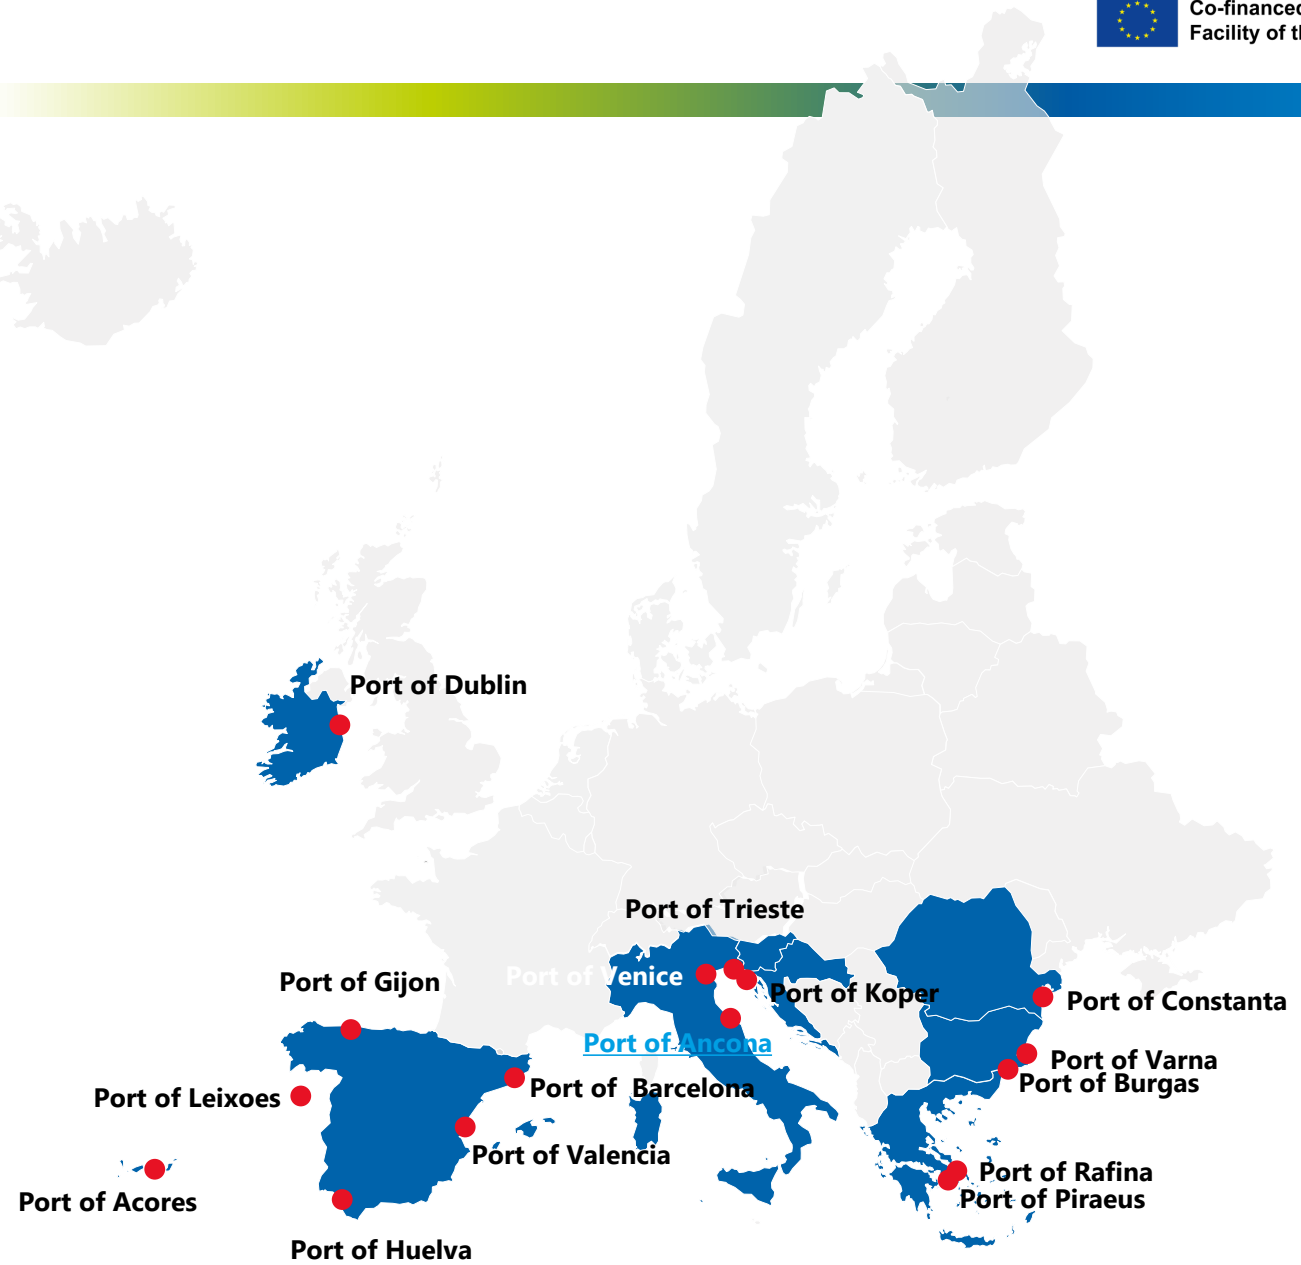 Co-financed
Facility of t
Port of Dublin
Port of Trieste
Port of Venice
Port of Gijon
Port of Koper
Port of Constanta
Port of Ancona
Port of Varna
Port of Burgas
Port of Barcelona
Port of Leixoes
Port of Valencia
Port of Rafina
Port of Piraeus
Port of Acores
Port of Huelva